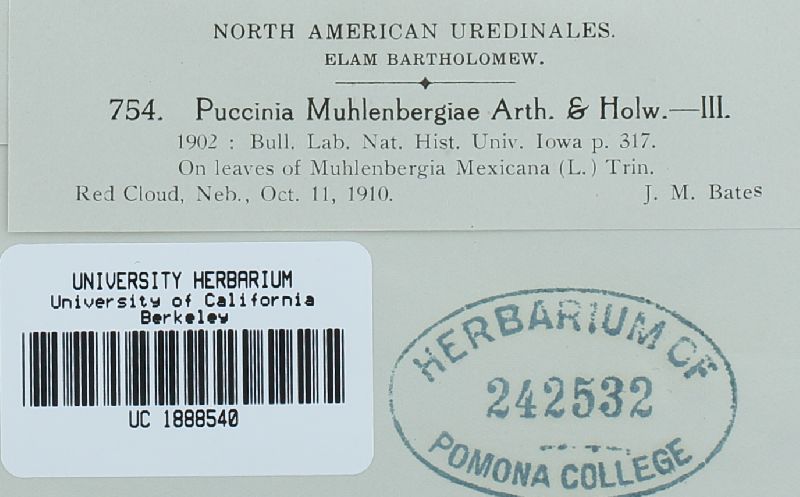 NORTH AMERICAN UREDINALES.
ELAM BARTHOLOMEW.
754. Puccinia Muhlenbergiae Arth. & Holw.—III.
1902 : Bull. Lab. Nat. Hist. Univ. Iowa p. 317.
On leaves of Muhlenbergia Mexicana (L.) Trin.
Red Cloud, Neb., Oct. 11, 1910. J. M. Bates
UNIVERSITY HERBARIUM
University of California
Berkeley
UC 1888540
HERBARIUM OF
242532
POMONA COLLEGE